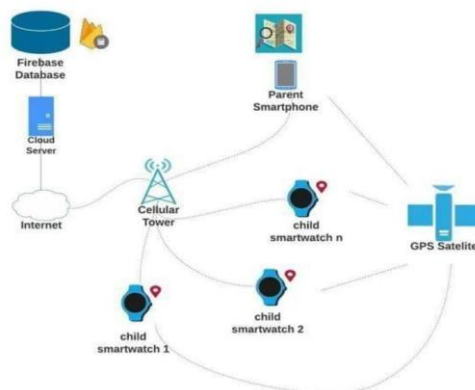 Firebase
Database
Parent
Smartphone
Cloud
Server
Internet
Cellular
Tower
child
smartwatch n
GPS Satelite
child
smartwatch 2
child
smartwatch 1